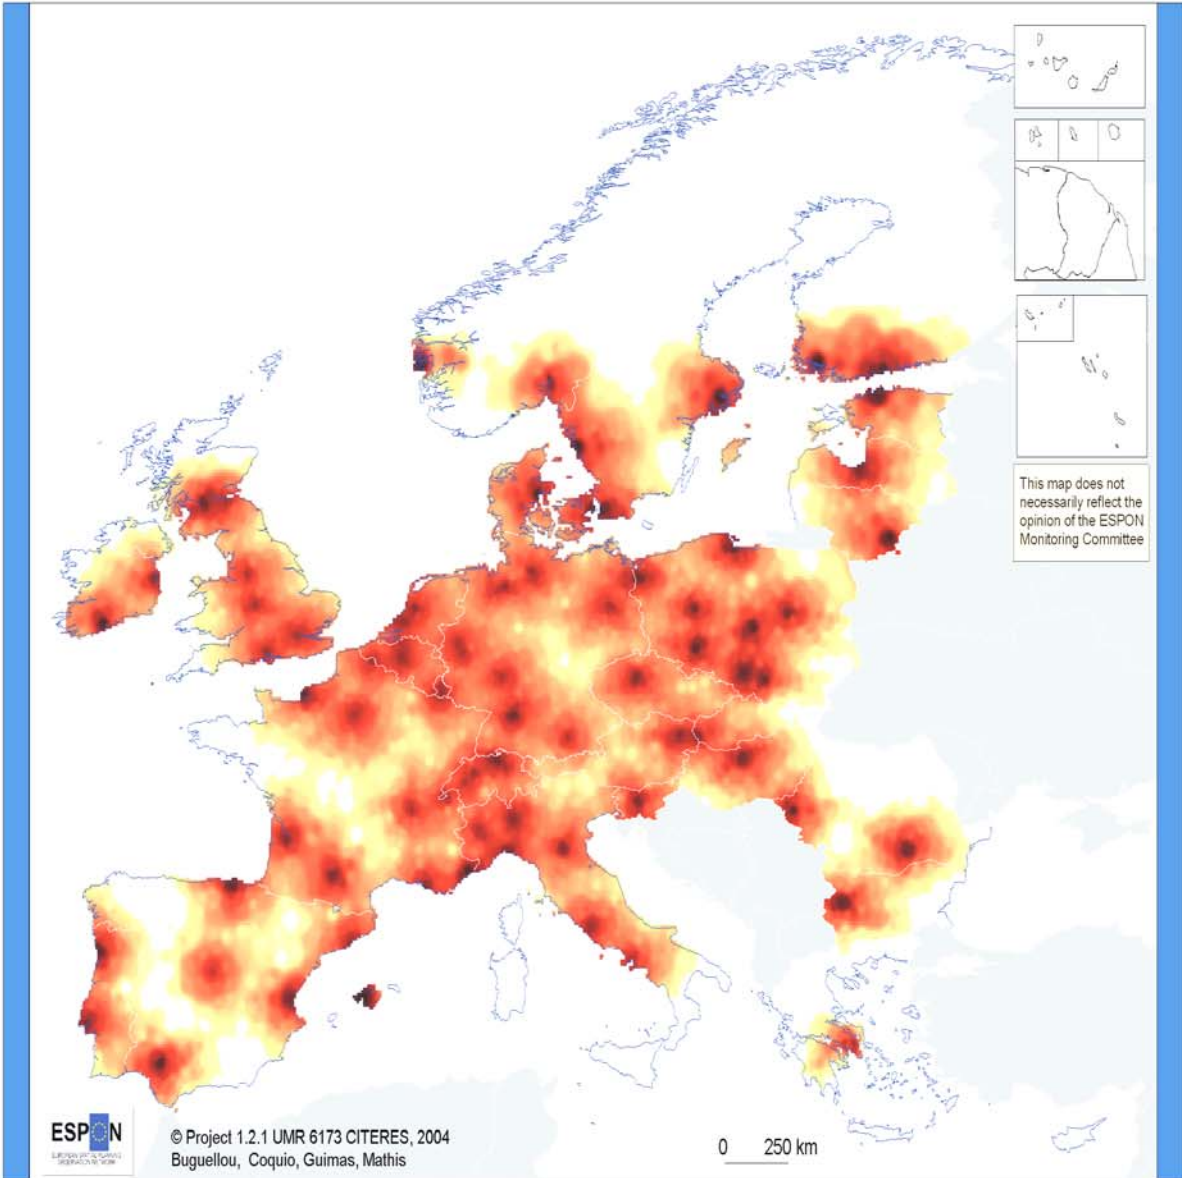 This map does not
necessarily reflect the
opinion of the ESPON
Monitoring Committee
ESPON
© Project 1.2.1 UMR 6173 CITERES, 2004
Buguellou, Coquio, Guimas, Mathis
0 250 km